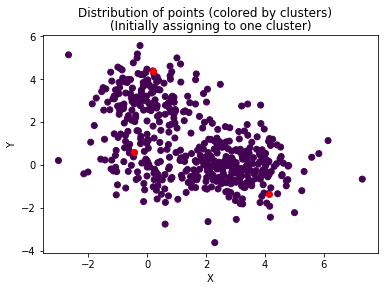 Distribution of points (colored by clusters)
(Initially assigning to one cluster)
6
4
2
0
−2
−4
Y
−2
0
2
4
6
X